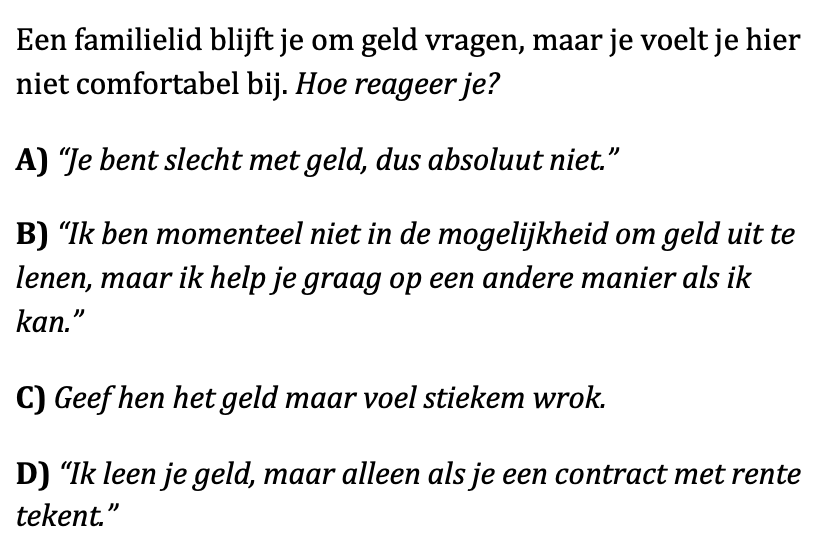 Een familielid blijft je om geld vragen, maar je voelt je hier
niet comfortabel bij. Hoe reageer je?
A) “Je bent slecht met geld, dus absoluut niet.”
B) “Ik ben momenteel niet in de mogelijkheid om geld uit te
lenen, maar ik help je graag op een andere manier als ik
kan.”
C) Geef hen het geld maar voel stiekem wrok.
D) “Ik leen je geld, maar alleen als je een contract met rente
tekent.”